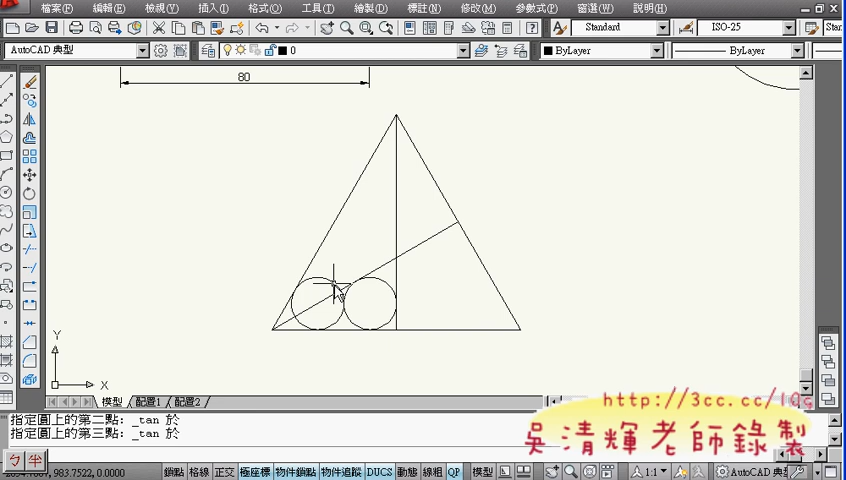 檔案(F) 編輯(E) 檢視(V) 插入(I) 格式(O) 工具(T) 繪製(D) 標註(N) 修改(M) 參數式(P) 窗選(W) 說明(H)
Standard ISO-25 Stan
AutoCAD 典型 0 ByLayer ByLayer
80
Y
X
模型 配置1 配置2
http://3cc.cc/1qg
指定圓上的第二點: _tan 於
指定圓上的第三點: _tan 於
吳清輝老師錄製
ㄅ 半
983.7522, 0.0000 鎖點 格線 正交 極座標 物件鎖點 物件追蹤 DUCS 動態 線粗 QP 模型 1:1 AutoCAD 典型